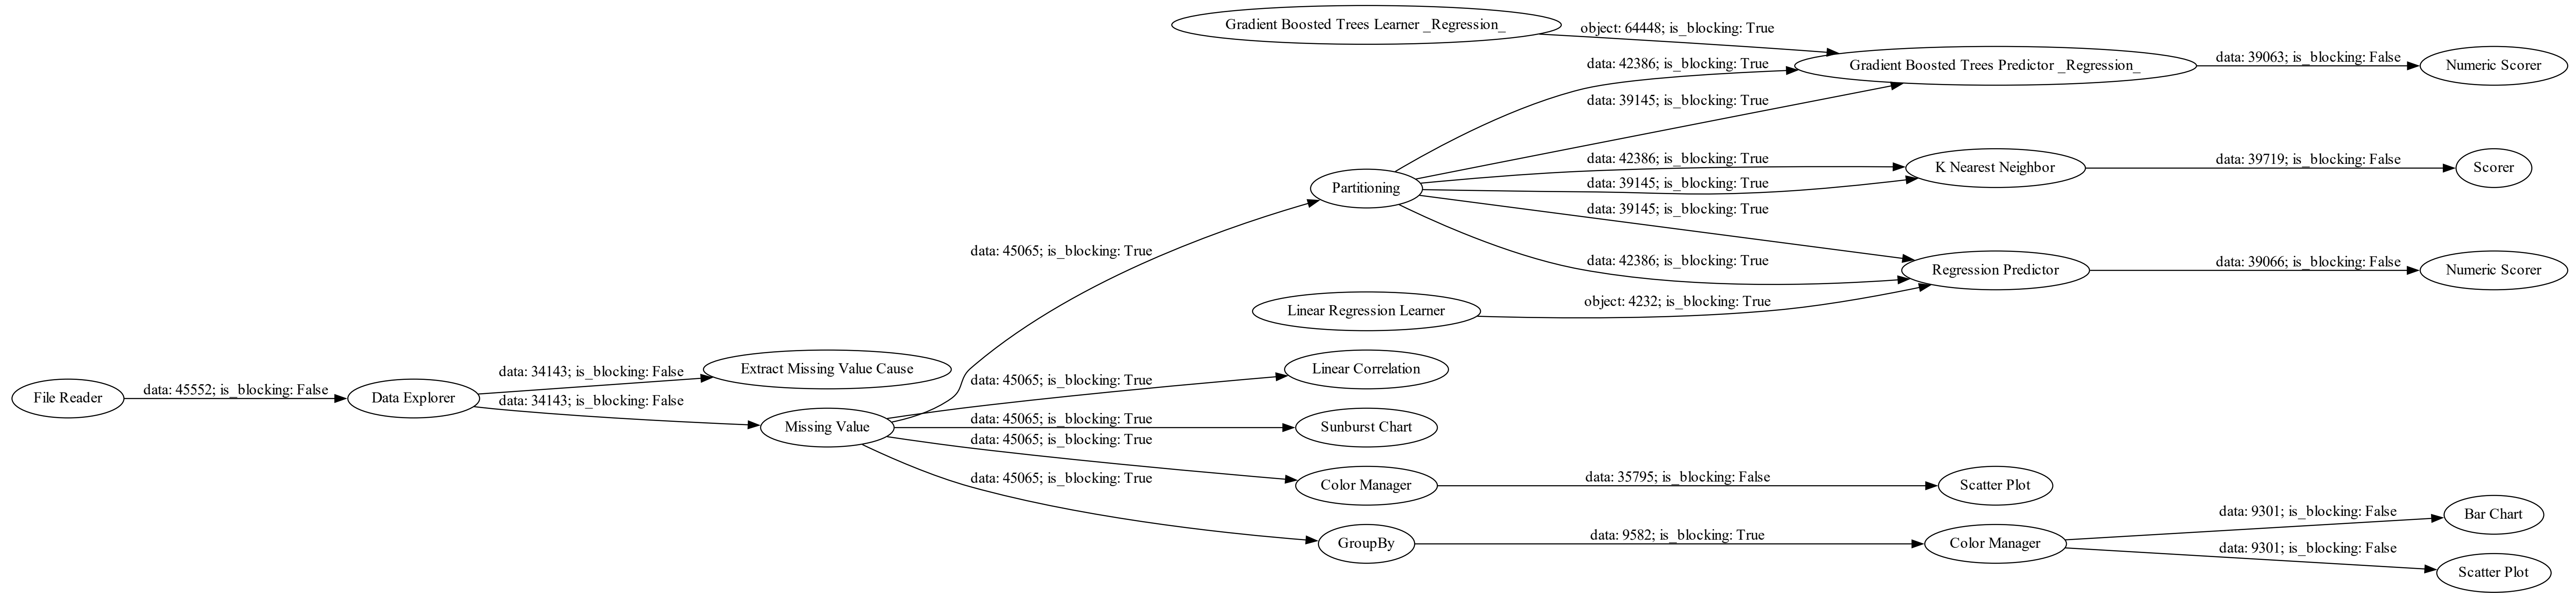 Gradient Boosted Trees Learner _Regression_
object: 64448; is_blocking: True
data: 42386; is_blocking: True
Gradient Boosted Trees Predictor _Regression_
data: 39063; is_blocking: False
Numeric Scorer
data: 39145; is_blocking: True
data: 42386; is_blocking: True
K Nearest Neighbor
data: 39719; is_blocking: False
Scorer
Partitioning
data: 39145; is_blocking: True
data: 39145; is_blocking: True
data: 45065; is_blocking: True
data: 42386; is_blocking: True
Regression Predictor
data: 39066; is_blocking: False
Numeric Scorer
Linear Regression Learner
object: 4232; is_blocking: True
File Reader
data: 45552; is_blocking: False
Data Explorer
data: 34143; is_blocking: False
Extract Missing Value Cause
data: 34143; is_blocking: False
Missing Value
data: 45065; is_blocking: True
Linear Correlation
data: 45065; is_blocking: True
Sunburst Chart
data: 45065; is_blocking: True
Color Manager
data: 35795; is_blocking: False
Scatter Plot
data: 45065; is_blocking: True
GroupBy
data: 9582; is_blocking: True
Color Manager
data: 9301; is_blocking: False
Bar Chart
data: 9301; is_blocking: False
Scatter Plot